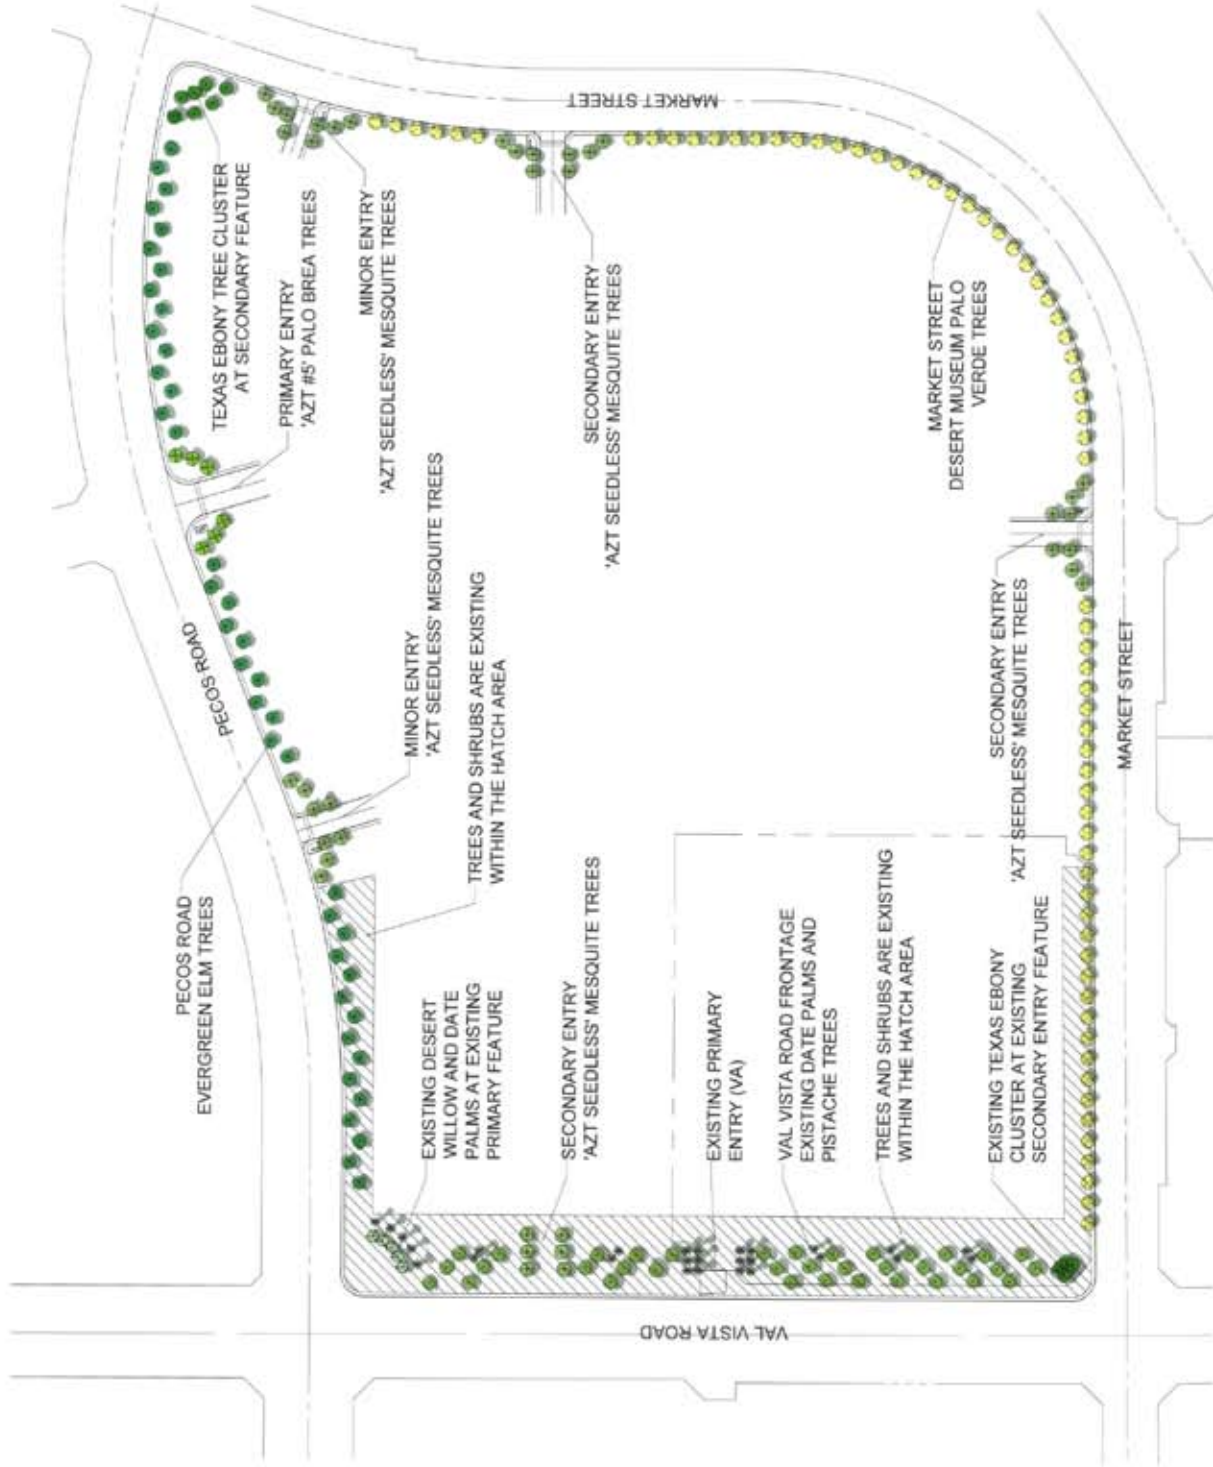 PECOS ROAD
EVERGREEN ELM TREES
PECOS ROAD
TEXAS EBONY TREE CLUSTER
AT SECONDARY FEATURE
PRIMARY ENTRY
'AZT #5' PALO BREA TREES
MINOR ENTRY
'AZT SEEDLESS' MESQUITE TREES
MARKET STREET
MINOR ENTRY
'AZT SEEDLESS' MESQUITE TREES
TREES AND SHRUBS ARE EXISTING
WITHIN THE HATCH AREA
SECONDARY ENTRY
'AZT SEEDLESS' MESQUITE TREES
EXISTING DESERT
WILLOW AND DATE
PALMS AT EXISTING
PRIMARY FEATURE
SECONDARY ENTRY
'AZT SEEDLESS' MESQUITE TREES
EXISTING PRIMARY
ENTRY (VA)
VAL VISTA ROAD FRONTAGE
EXISTING DATE PALMS AND
PISTACHE TREES
TREES AND SHRUBS ARE EXISTING
WITHIN THE HATCH AREA
EXISTING TEXAS EBONY
CLUSTER AT EXISTING
SECONDARY ENTRY FEATURE
SECONDARY ENTRY
'AZT SEEDLESS' MESQUITE TREES
MARKET STREET
DESERT MUSEUM PALO
VERDE TREES
VAL VISTA ROAD
MARKET STREET